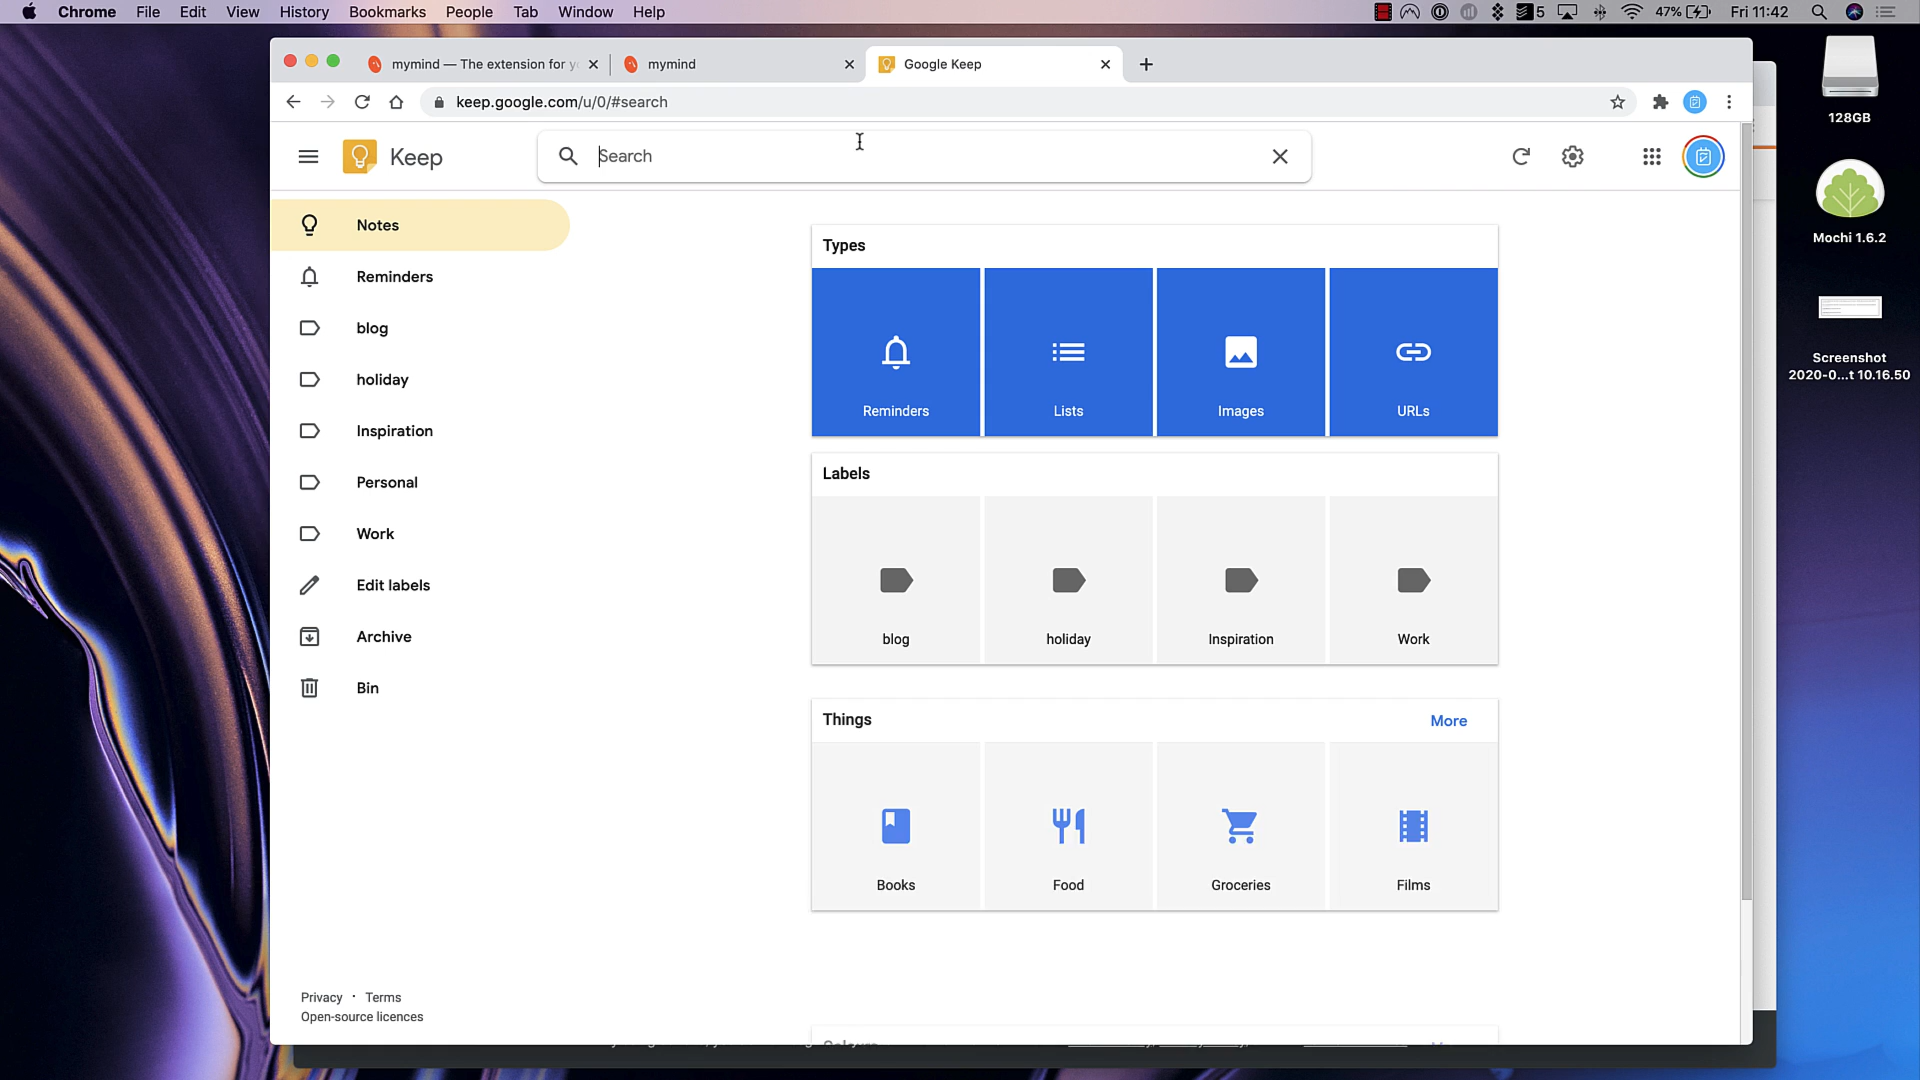 Chrome File Edit View History Bookmarks People Tab Window Help
5 47% Fri 11:42
mymind — The extension for
mymind
Google Keep
keep.google.com/u/0/#search
Keep
Search
Notes
Reminders
blog
holiday
Inspiration
Personal
Work
Edit labels
Archive
Bin
Privacy · Terms
Open-source licences
Types
Reminders Lists Images URLs
Labels
blog holiday Inspiration Work
Things More
Books Food Groceries Films
128GB
Mochi 1.6.2
Screenshot
2020-0...t 10.16.50